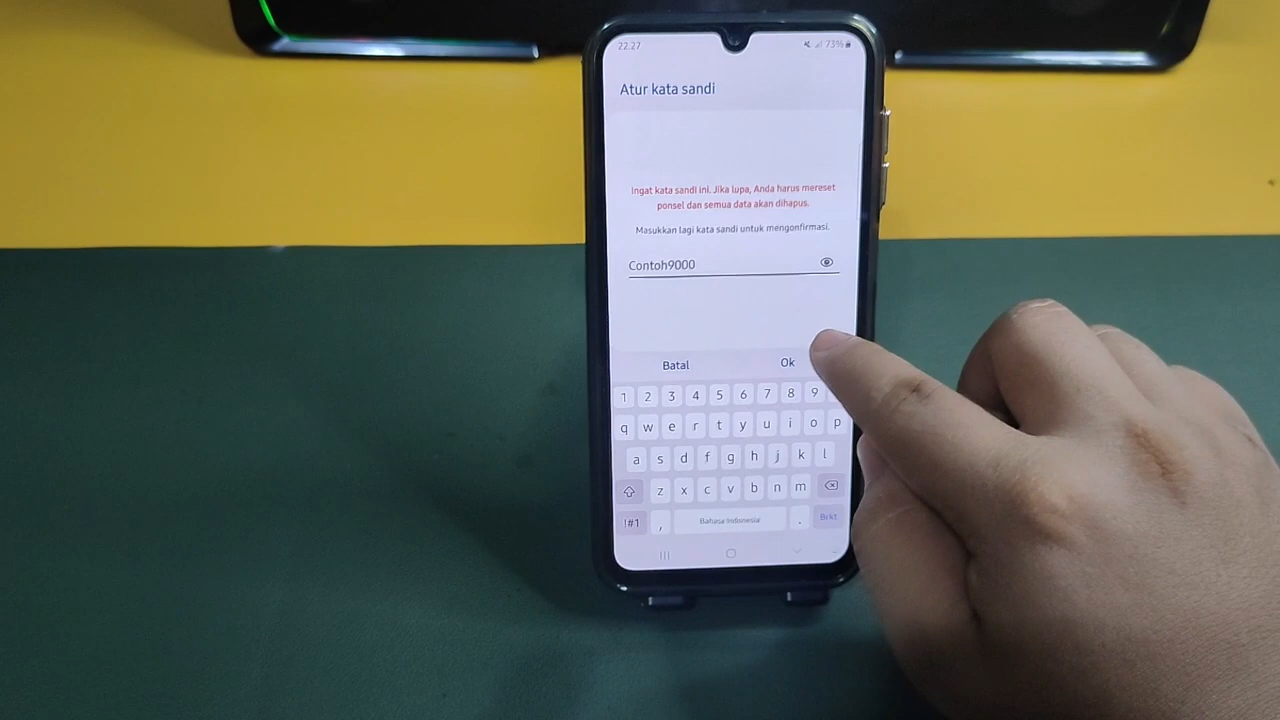 22.27
73%
Atur kata sandi
Ingat kata sandi ini. Jika lupa, Anda harus mereset
ponsel dan semua data akan dihapus.
Masukkan lagi kata sandi untuk mengonfirmasi.
Contoh9000
Batal Ok
1 2 3 4 5 6 7 8 9
q w e r t y u i o p
a s d f g h j k l
z x c v b n m
!#1 , Bahasa Indonesia . Brkt